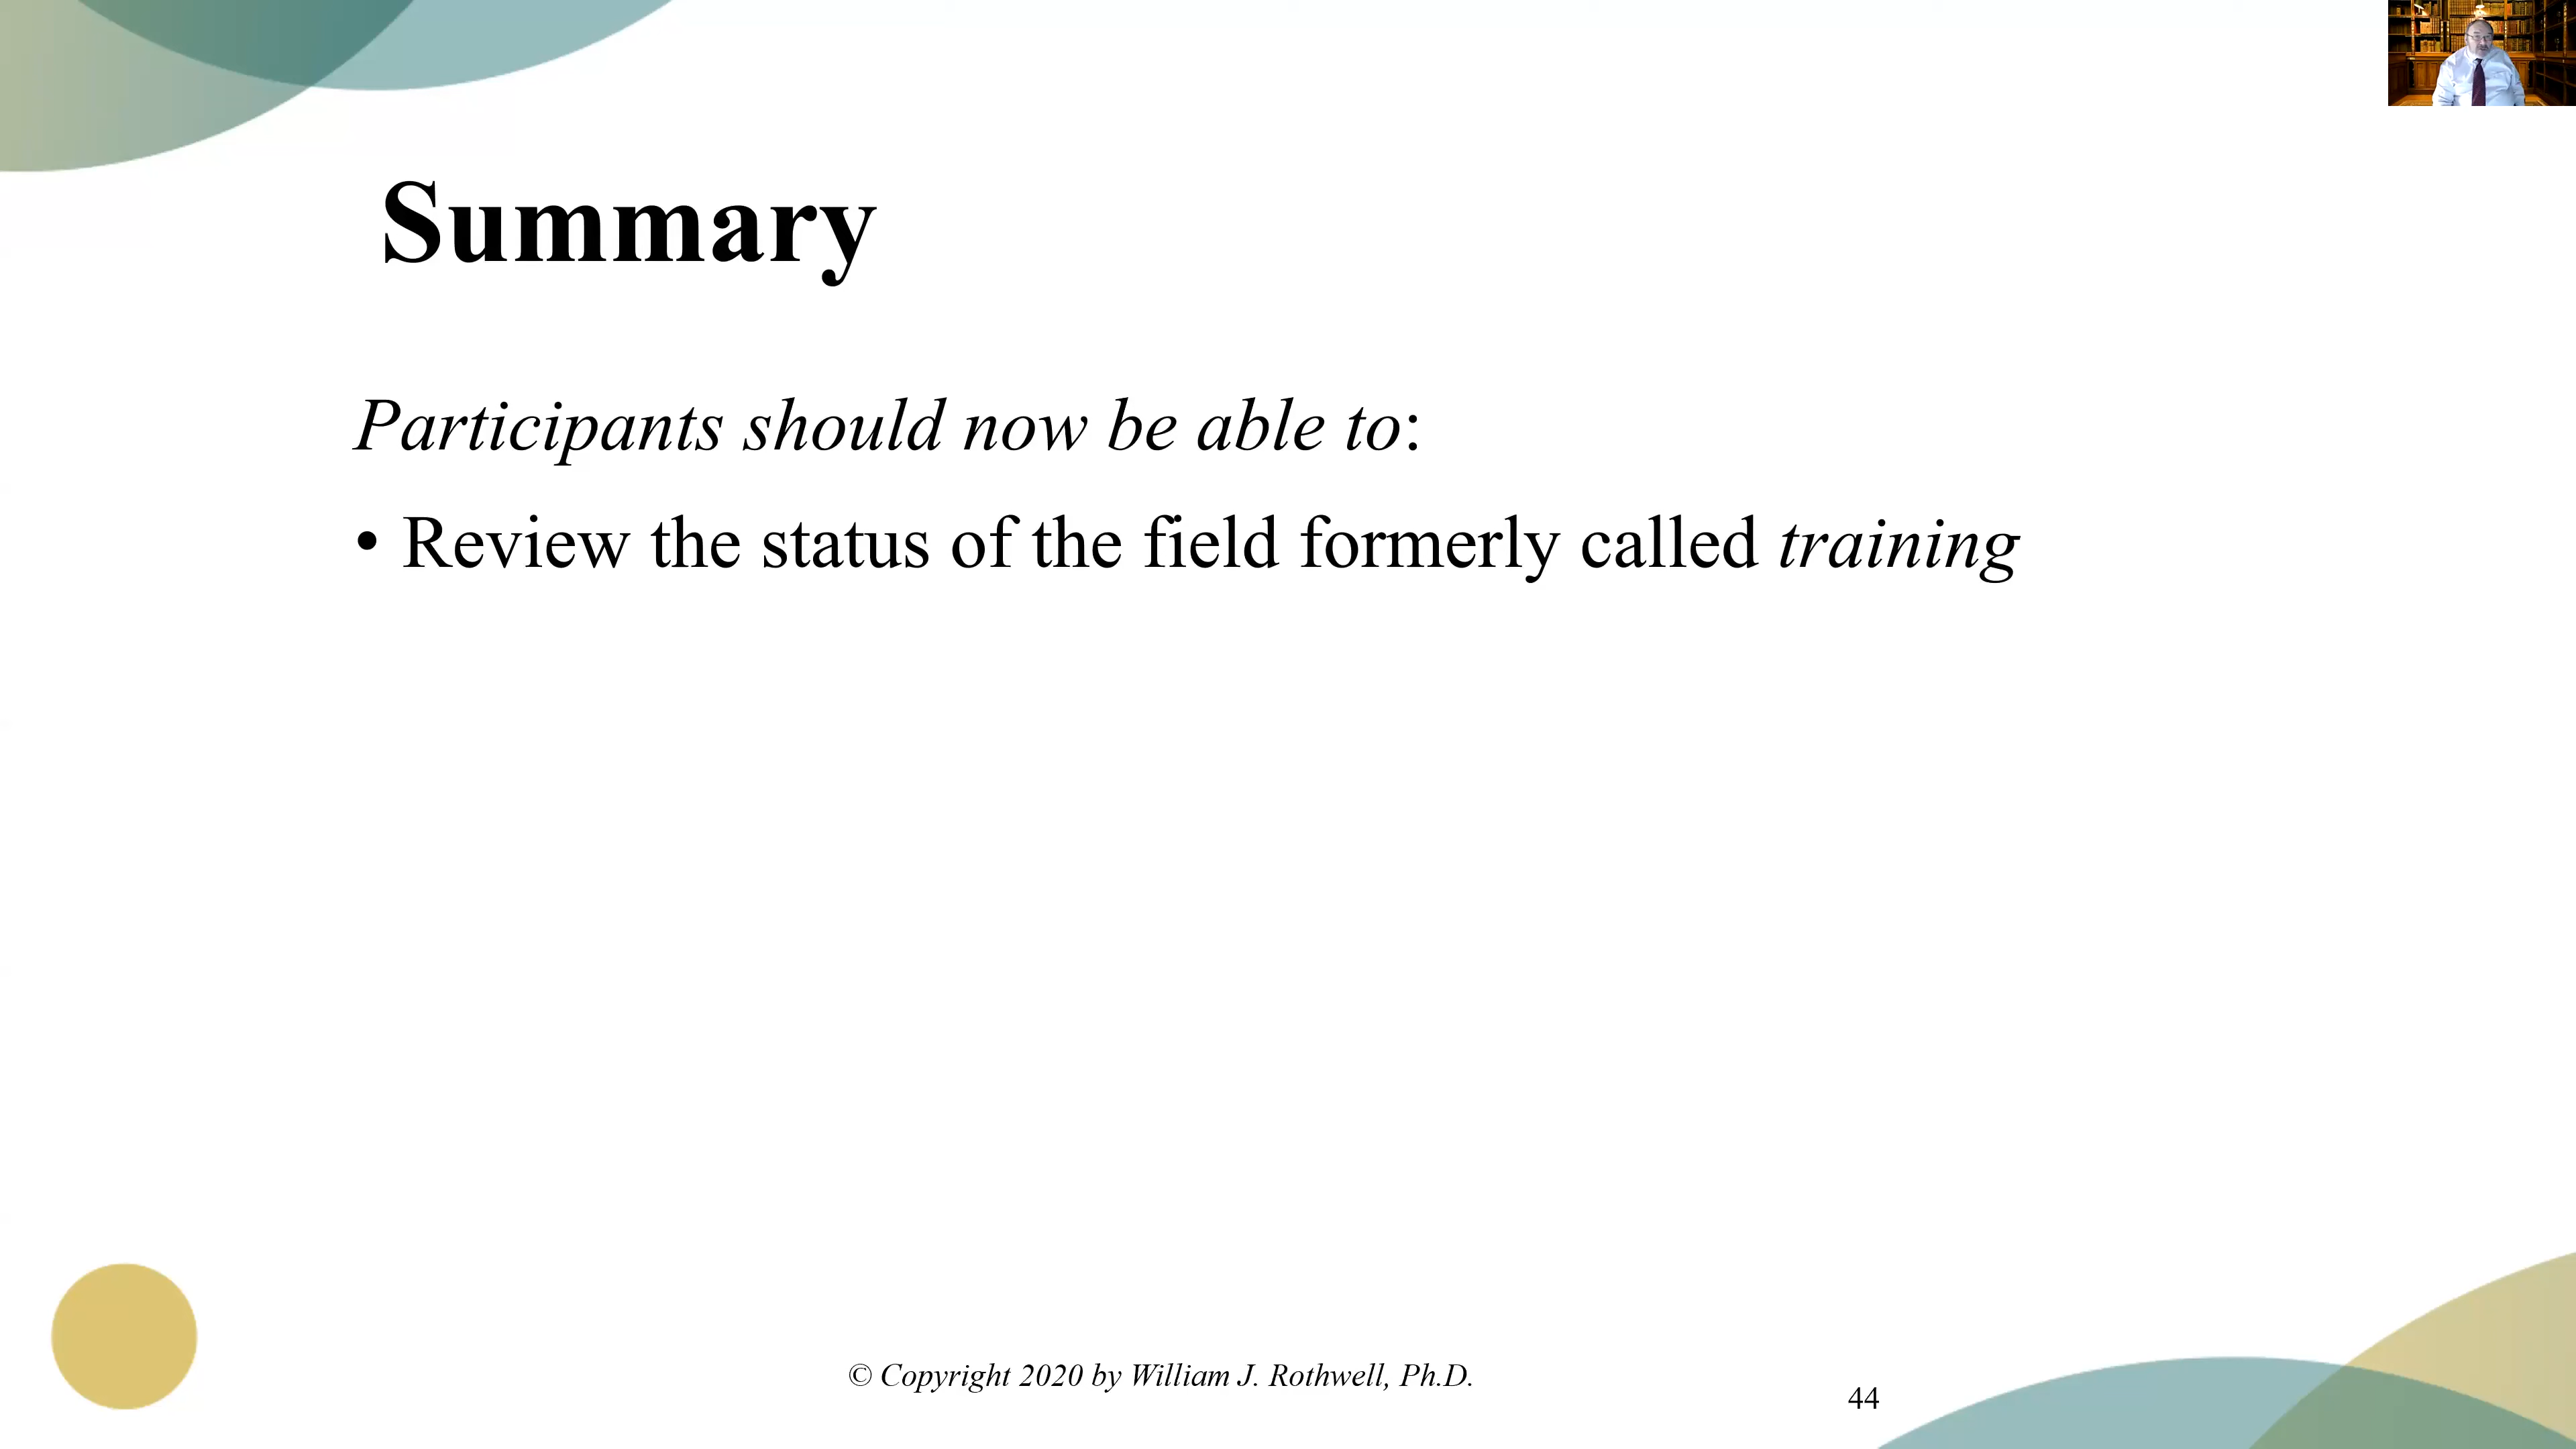 Summary
Participants should now be able to:
• Review the status of the field formerly called training
© Copyright 2020 by William J. Rothwell, Ph.D.
44